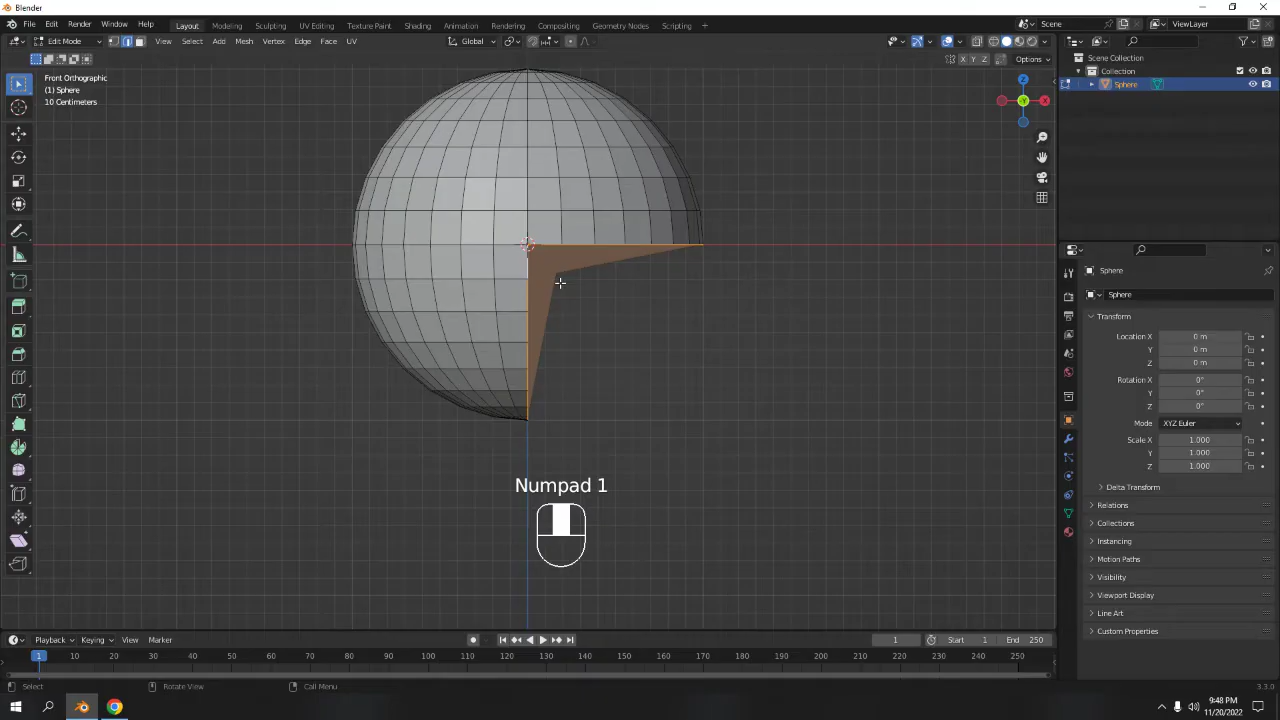 Blender
File Edit Render Window Help Layout Modeling Sculpting UV Editing Texture Paint Shading Animation Rendering Compositing Geometry Nodes Scripting + Scene ViewLayer
Edit Mode View Select Add Mesh Vertex Edge Face UV Global
X Y Z Options
Scene Collection
Collection
Sphere
Front Orthographic
(1) Sphere
10 Centimeters
Z
Y
X
Sphere
Sphere
Transform
Location X 0 m
Y 0 m
Z 0 m
Rotation X 0°
Y 0°
Z 0°
Mode XYZ Euler
Scale X 1.000
Y 1.000
Z 1.000
Delta Transform
Relations
Collections
Instancing
Motion Paths
Visibility
Viewport Display
Line Art
Custom Properties
Numpad 1
Playback Keying View Marker 1 Start 1 End 250
1 10 20 30 40 50 60 70 80 90 100 110 120 130 140 150 160 170 180 190 200 210 220 230 240 250
Select Rotate View Call Menu 3.3.0
9:48 PM
11/20/2022